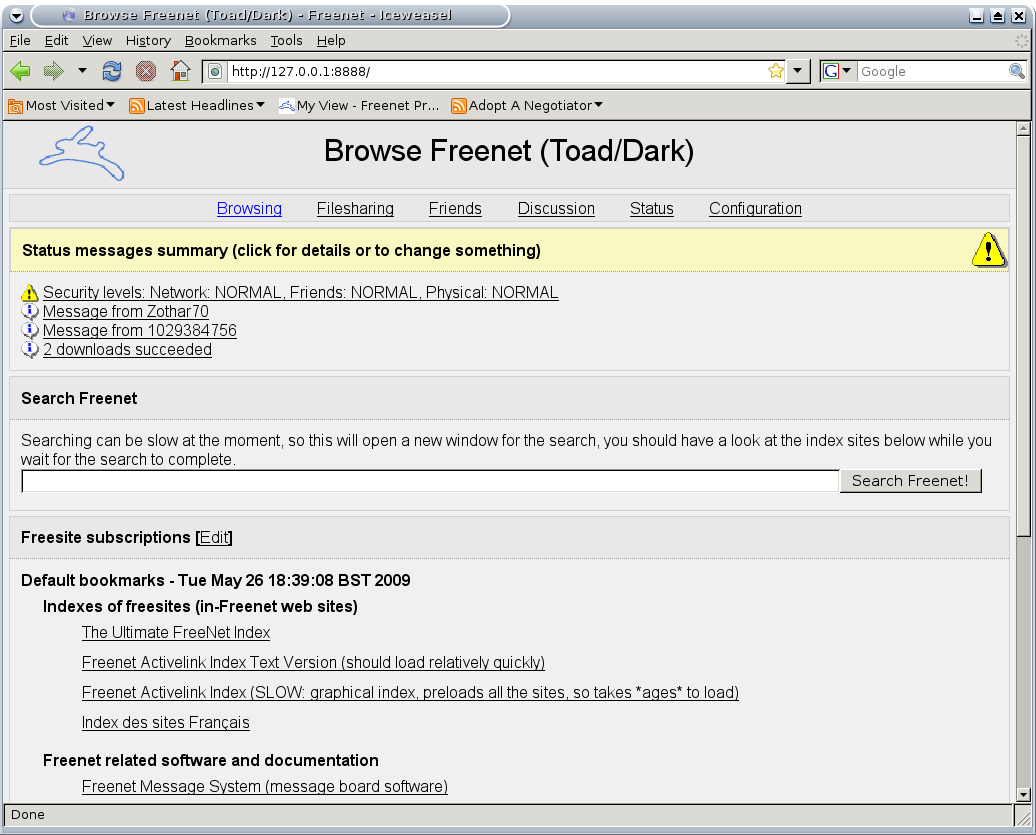 Browse Freenet (Toad/Dark) - Freenet - Iceweasel
File Edit View History Bookmarks Tools Help
http://127.0.0.1:8888/ G Google
Most Visited Latest Headlines My View - Freenet Pr... Adopt A Negotiator
Browse Freenet (Toad/Dark)
Browsing Filesharing Friends Discussion Status Configuration
Status messages summary (click for details or to change something)
Security levels: Network: NORMAL, Friends: NORMAL, Physical: NORMAL
Message from Zothar70
Message from 1029384756
2 downloads succeeded
Search Freenet
Searching can be slow at the moment, so this will open a new window for the search, you should have a look at the index sites below while you
wait for the search to complete.
Search Freenet!
Freesite subscriptions [Edit]
Default bookmarks - Tue May 26 18:39:08 BST 2009
Indexes of freesites (in-Freenet web sites)
The Ultimate FreeNet Index
Freenet Activelink Index Text Version (should load relatively quickly)
Freenet Activelink Index (SLOW: graphical index, preloads all the sites, so takes *ages* to load)
Index des sites Français
Freenet related software and documentation
Freenet Message System (message board software)
Done